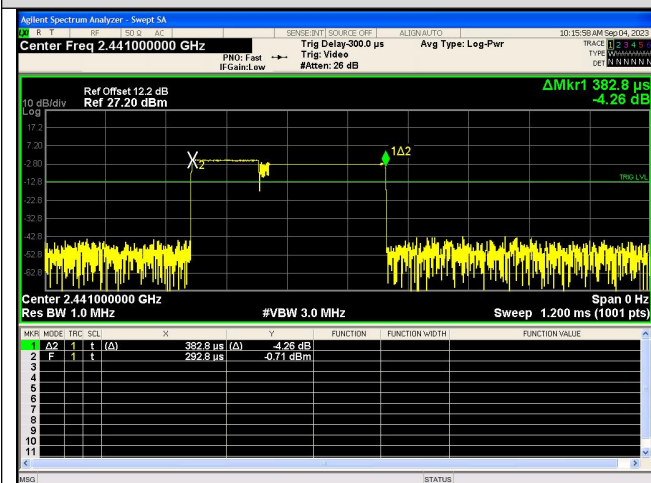 Agilent Spectrum Analyzer - Swept SA
R T RF 50 Ω AC SENSE:INT SOURCE OFF ALIGN AUTO 10:15:58 AM Sep 04, 2023
Center Freq 2.441000000 GHz Trig Delay-300.0 µs Avg Type: Log-Pwr TRACE 1 2 3 4 5 6
PNO: Fast Trig: Video TYPE
IFGain:Low #Atten: 26 dB DET N N N N N N
Ref Offset 12.2 dB ΔMkr1 382.8 µs
10 dB/div Ref 27.20 dBm -4.26 dB
Log
17.2
7.20
-2.80
-12.8
-22.8
-32.8
-42.8
-52.8
-62.8
X2
1Δ2
TRIG LVL
Center 2.441000000 GHz Span 0 Hz
Res BW 1.0 MHz #VBW 3.0 MHz Sweep 1.200 ms (1001 pts)
MKR MODE TRC SCL X Y FUNCTION FUNCTION WIDTH FUNCTION VALUE
1 Δ2 1 t (Δ) 382.8 µs (Δ) -4.26 dB
2 F 1 t 292.8 µs -0.71 dBm
3
4
5
6
7
8
9
10
11
MSG STATUS